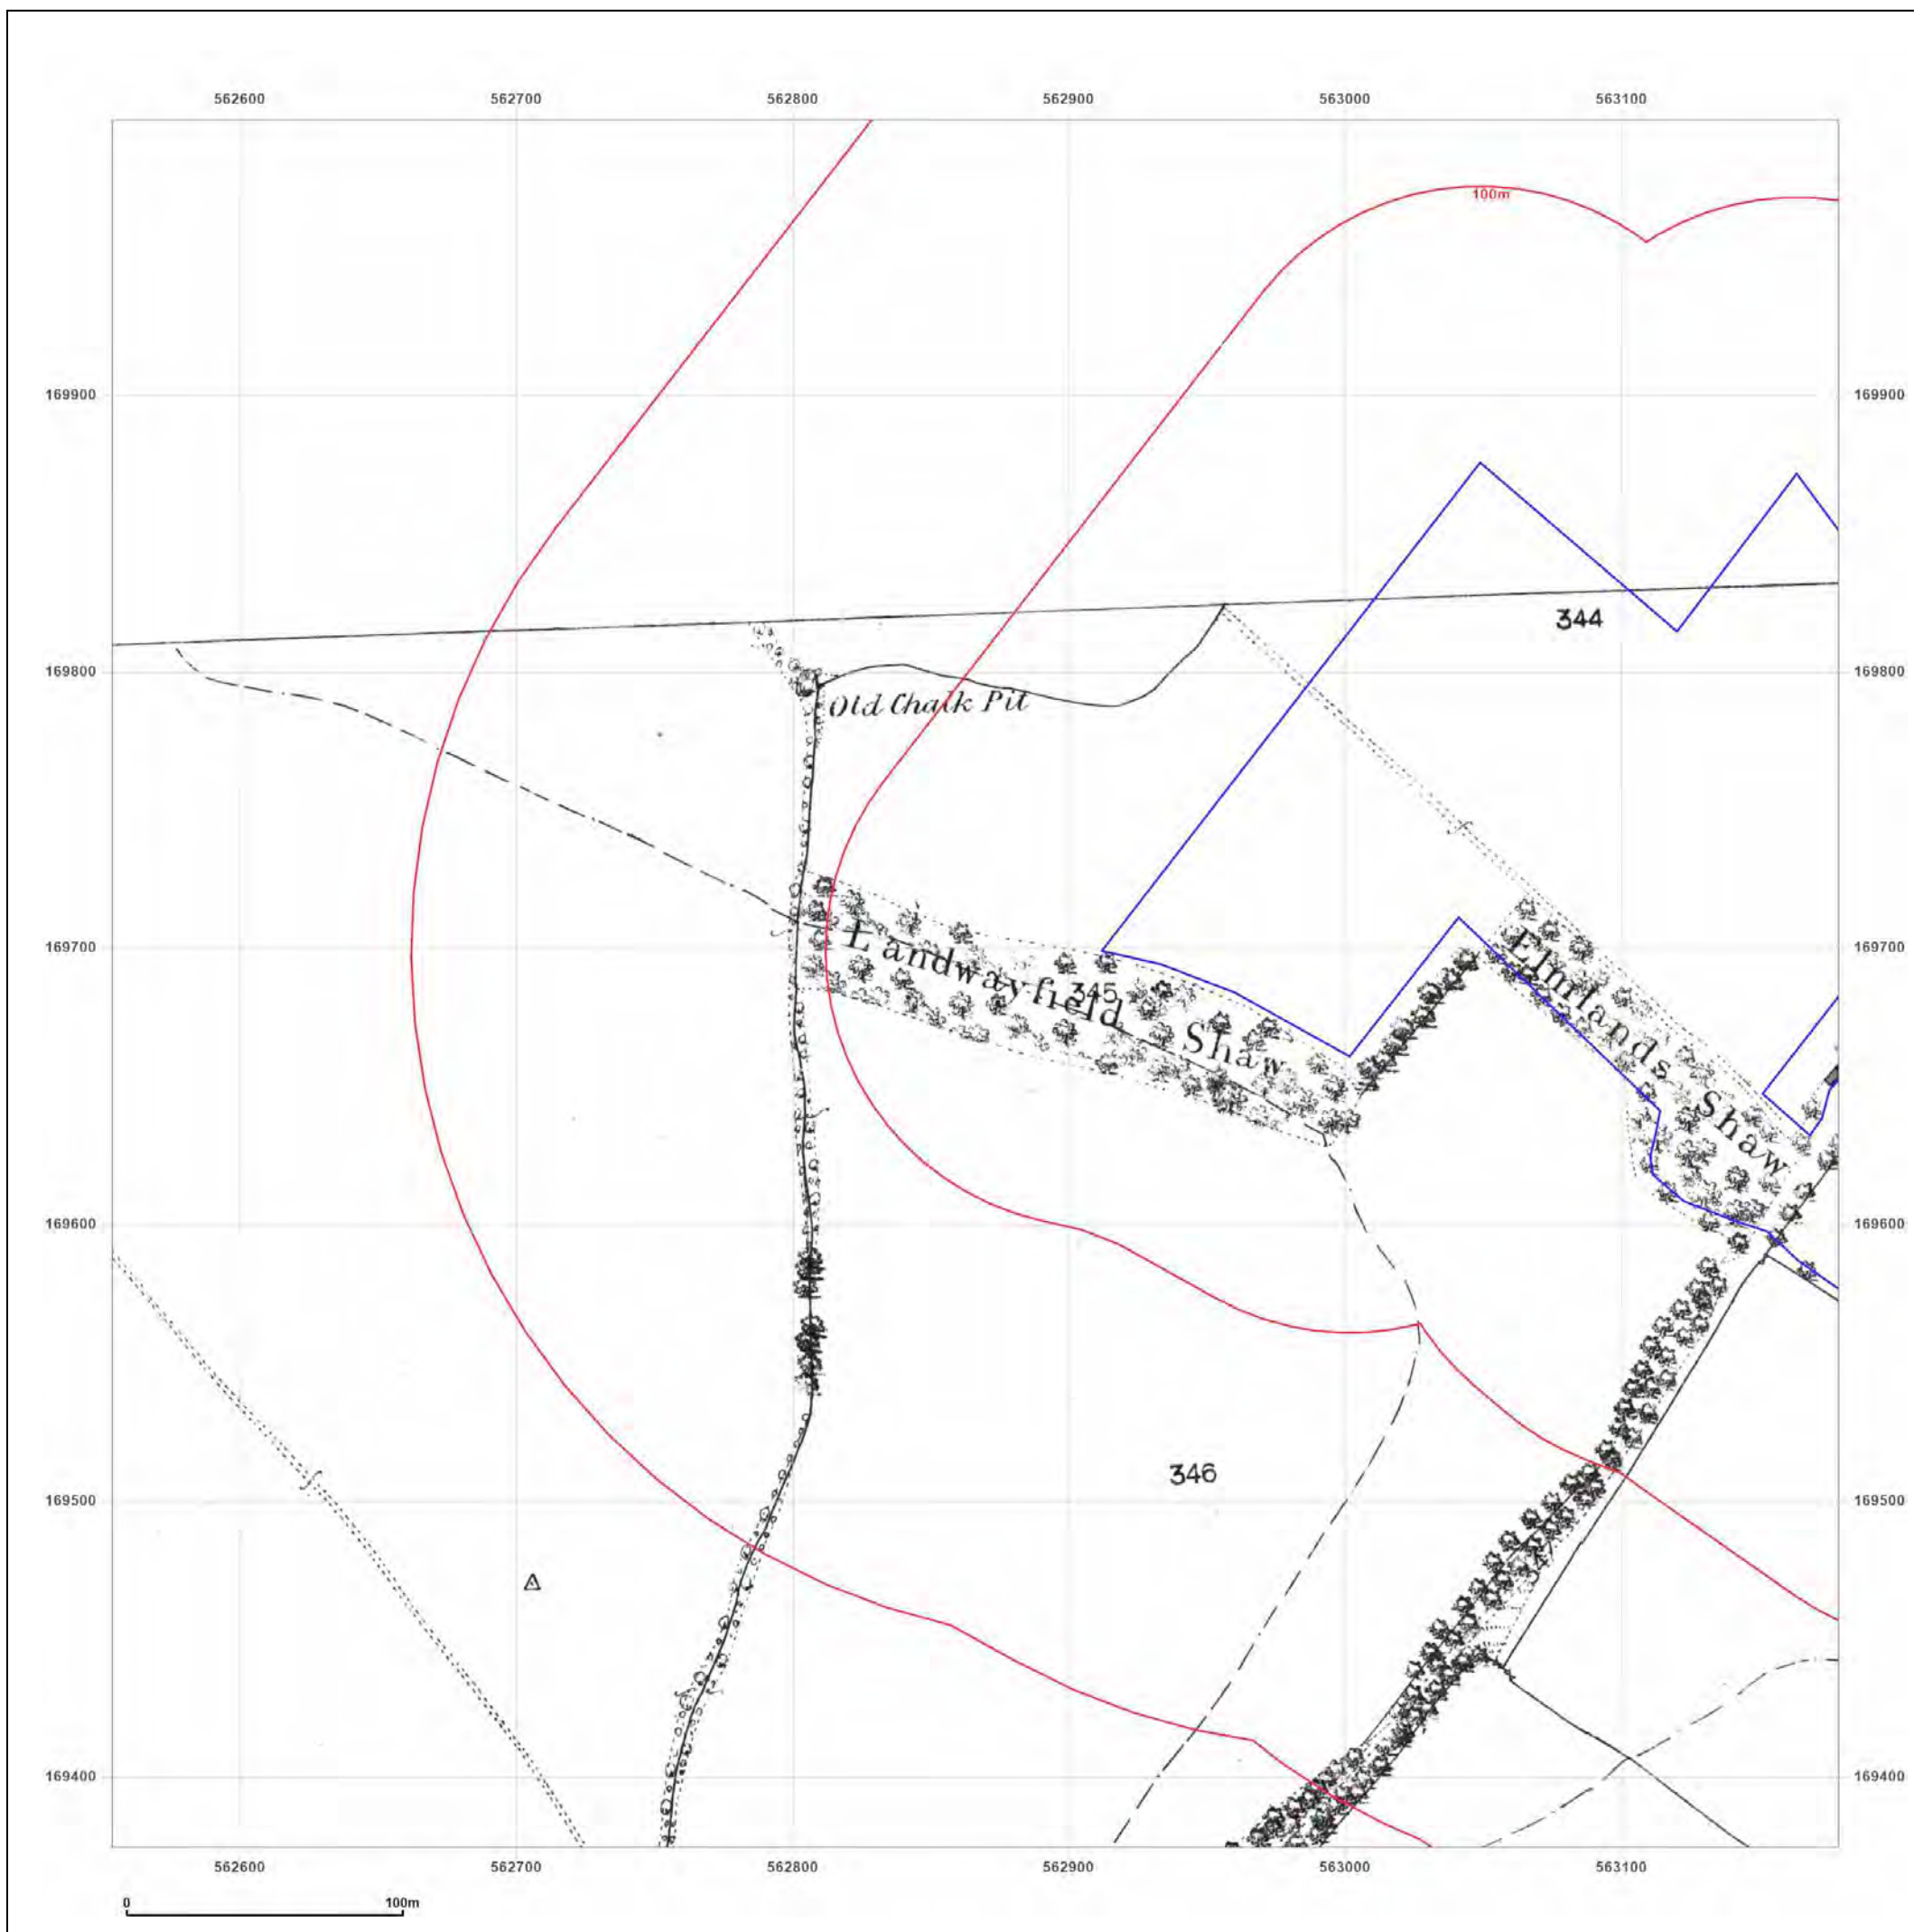 562600 562700 562800 562900 563000 563100
100m
169900 169900
344
169800 169800
Old Chalk Pit
169700 169700
Landwayfield Shaw
345
Elmlands Shaw
169600 169600
346
169500 169500
169400 169400
562600 562700 562800 562900 563000 563100
0 100m